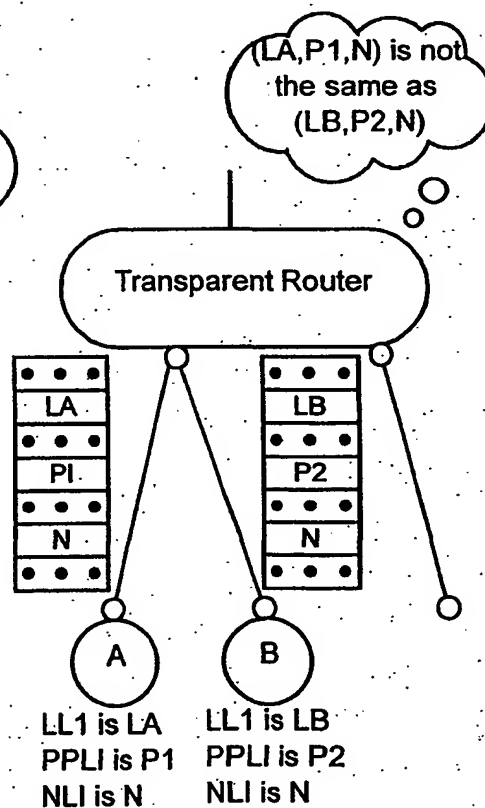 (LA,P1,N) is not
the same as
(LB,P2,N)
Transparent Router
LA
PI
N
LB
P2
N
A
B
LL1 is LA
PPLI is P1
NLI is N
LL1 is LB
PPLI is P2
NLI is N